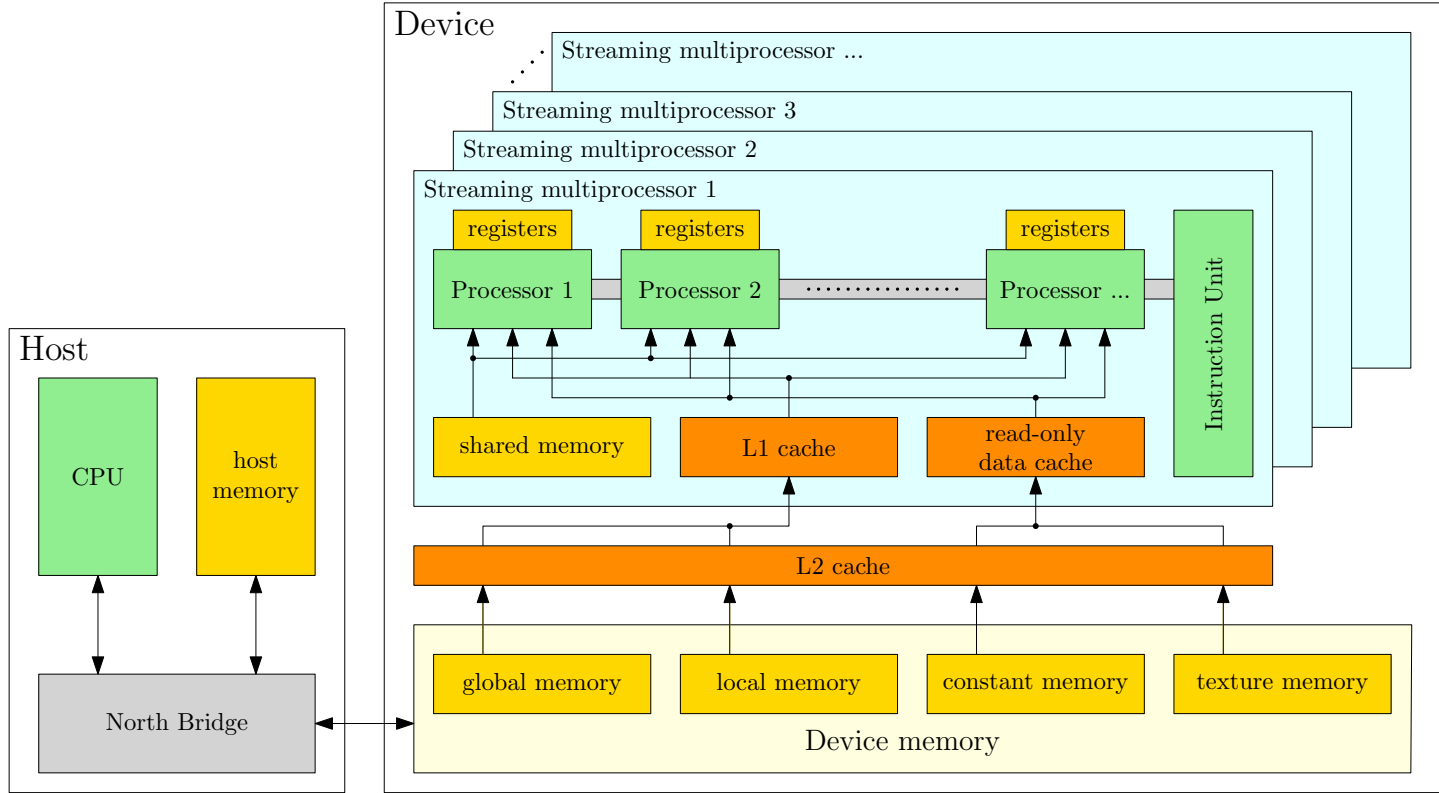 Device
Streaming multiprocessor ...
Streaming multiprocessor 3
Streaming multiprocessor 2
Streaming multiprocessor 1
registers
registers
registers
Processor 1
Processor 2
Processor ...
Instruction Unit
shared memory
L1 cache
read-only
data cache
L2 cache
global memory
local memory
constant memory
texture memory
Device memory
Host
CPU
host
memory
North Bridge